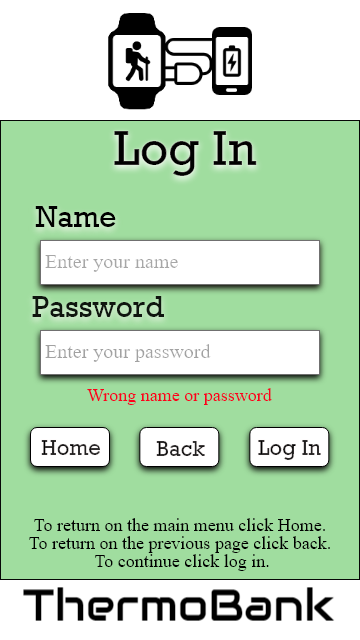 Log In
Name
Enter your name
Password
Enter your password
Wrong name or password
Home Back Log In
To return on the main menu click Home.
To return on the previous page click back.
To continue click log in.
ThermoBank